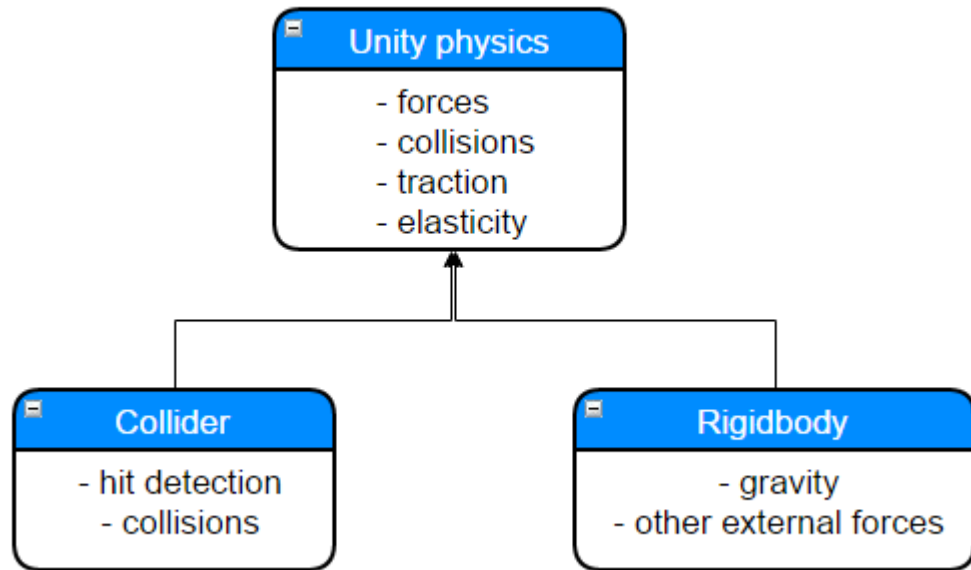 Unity physics
- forces
- collisions
- traction
- elasticity
Collider
- hit detection
- collisions
Rigidbody
- gravity
- other external forces